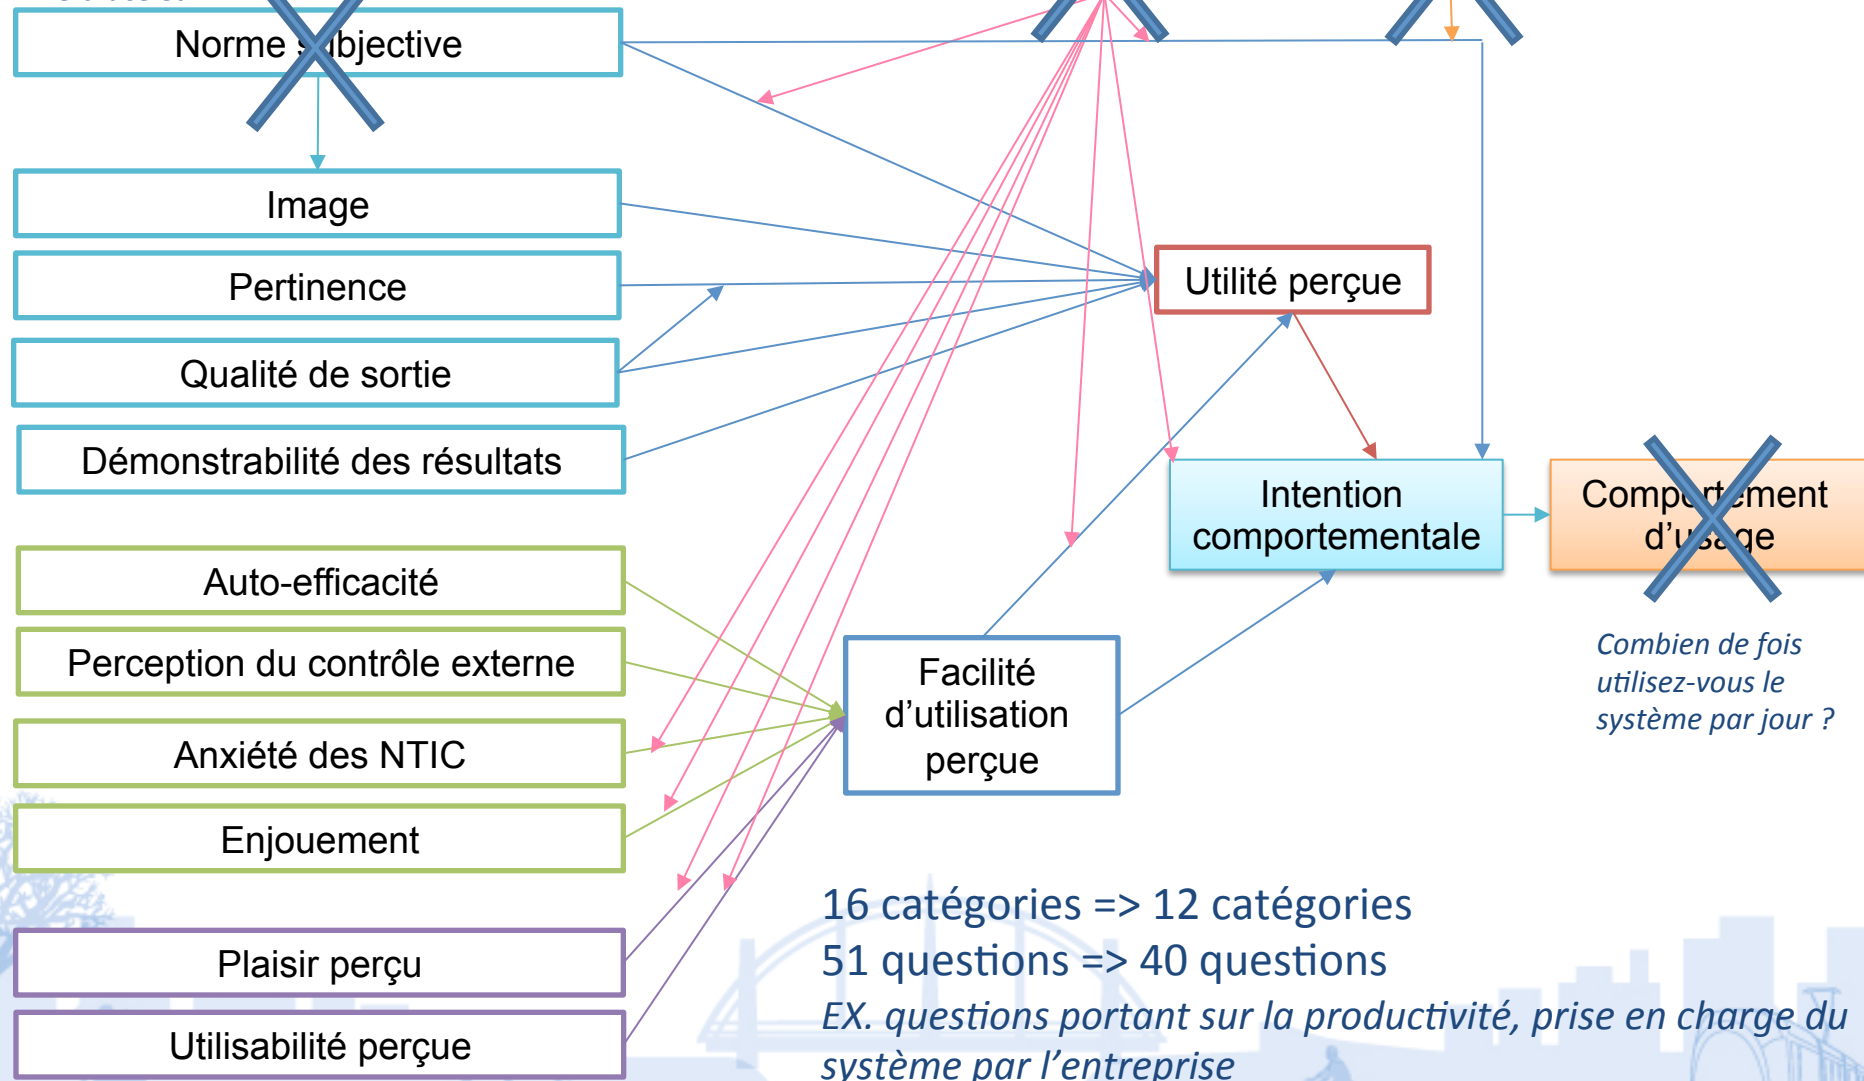 Norme subjective
Image
Pertinence
Qualité de sortie
Démonstrabilité des résultats
Utilité perçue
Intention
comportementale
Comportement
d'usage
Combien de fois
utilisez-vous le
système par jour ?
Auto-efficacité
Perception du contrôle externe
Anxiété des NTIC
Enjouement
Facilité
d'utilisation
perçue
Plaisir perçu
Utilisabilité perçue
16 catégories => 12 catégories
51 questions => 40 questions
EX. questions portant sur la productivité, prise en charge du
système par l'entreprise